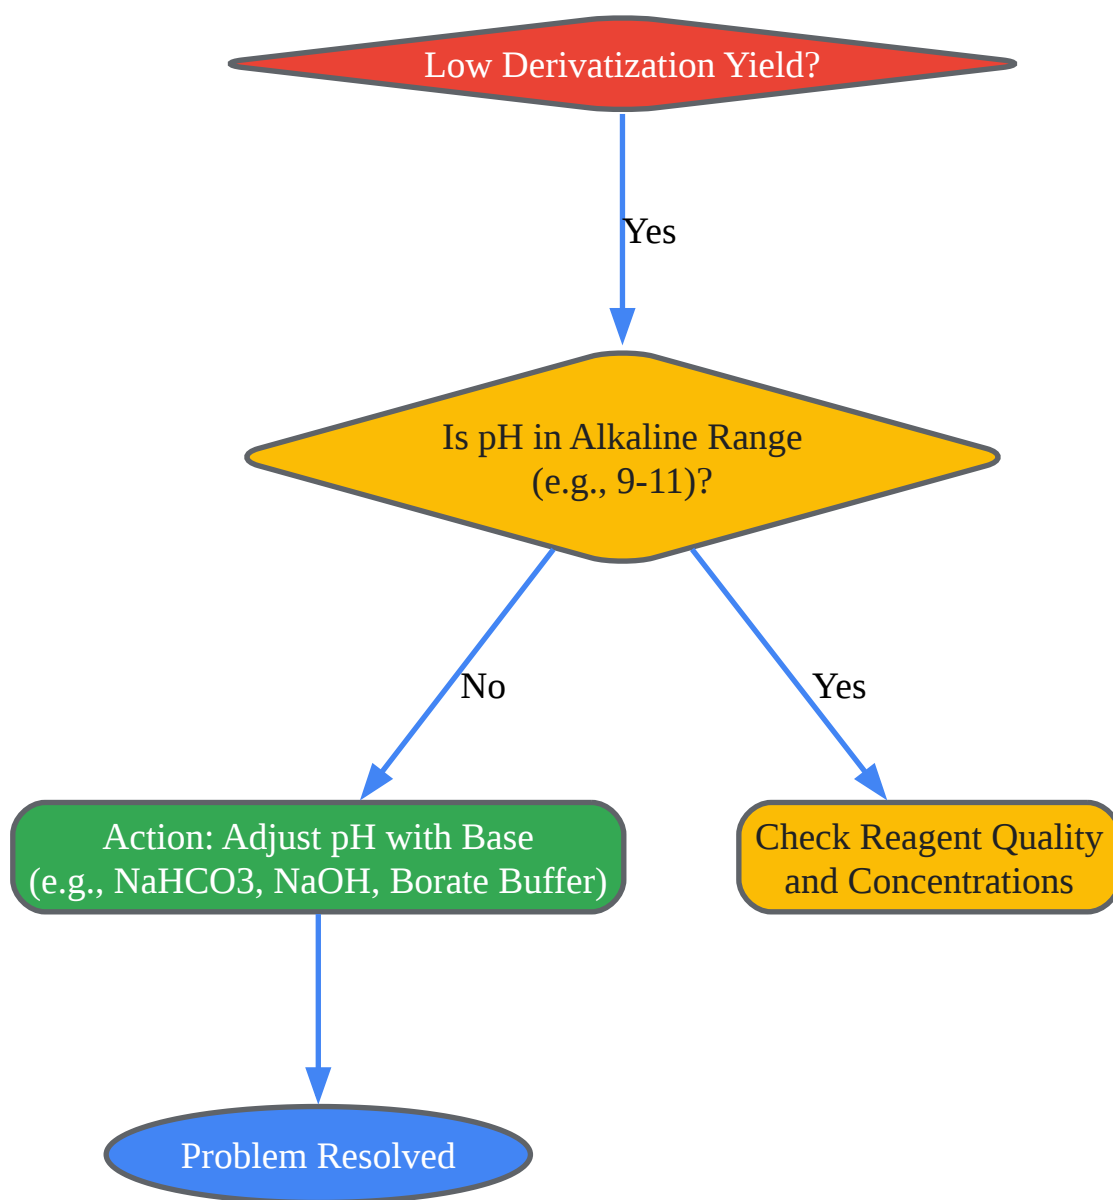 Low Derivatization Yield?
Yes
Is pH in Alkaline Range
(e.g., 9-11)?
No
Yes
Action: Adjust pH with Base
(e.g., NaHCO3, NaOH, Borate Buffer)
Check Reagent Quality
and Concentrations
Problem Resolved